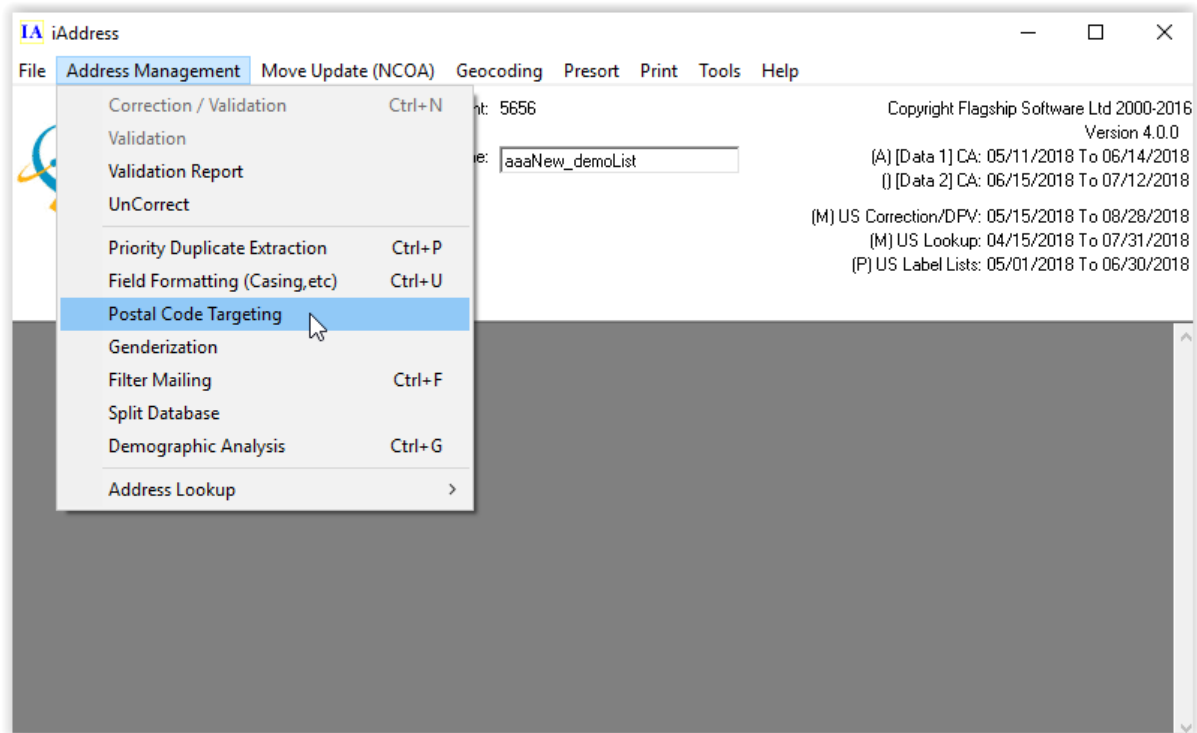 IA iAddress
File Address Management Move Update (NCOA) Geocoding Presort Print Tools Help
Correction / Validation Ctrl+N
Validation
Validation Report
UnCorrect
Priority Duplicate Extraction Ctrl+P
Field Formatting (Casing,etc) Ctrl+U
Postal Code Targeting
Genderization
Filter Mailing Ctrl+F
Split Database
Demographic Analysis Ctrl+G
Address Lookup
nt: 5656
e: aaaNew_demoList
Copyright Flagship Software Ltd 2000-2016
Version 4.0.0
(A) [Data 1] CA: 05/11/2018 To 06/14/2018
() [Data 2] CA: 06/15/2018 To 07/12/2018
(M) US Correction/DPV: 05/15/2018 To 08/28/2018
(M) US Lookup: 04/15/2018 To 07/31/2018
(P) US Label Lists: 05/01/2018 To 06/30/2018